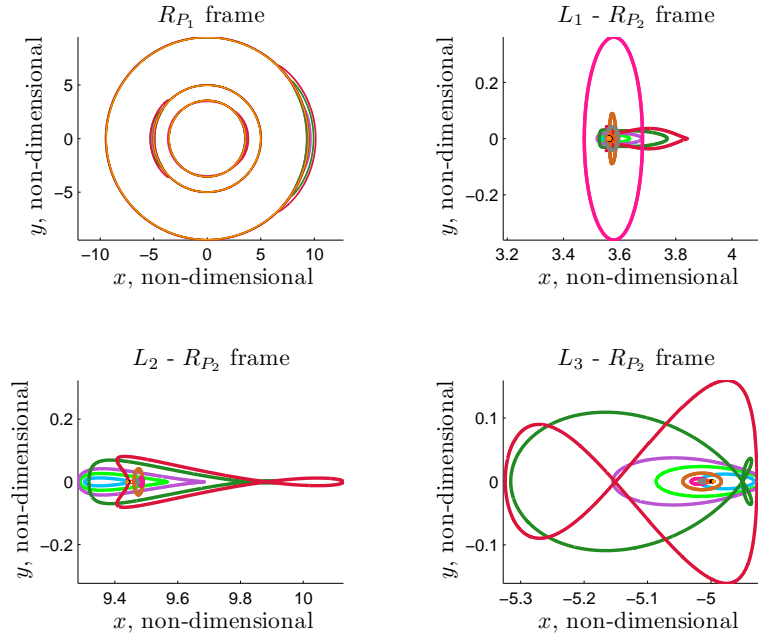 R_{P_1} frame
y, non-dimensional
5
0
−5
−10
−5
0
5
10
x, non-dimensional
L_1 - R_{P_2} frame
y, non-dimensional
0.2
0
−0.2
3.2
3.4
3.6
3.8
4
x, non-dimensional
L_2 - R_{P_2} frame
y, non-dimensional
0.2
0
−0.2
9.4
9.6
9.8
10
x, non-dimensional
L_3 - R_{P_2} frame
y, non-dimensional
0.1
0
−0.1
−5.3
−5.2
−5.1
−5
x, non-dimensional